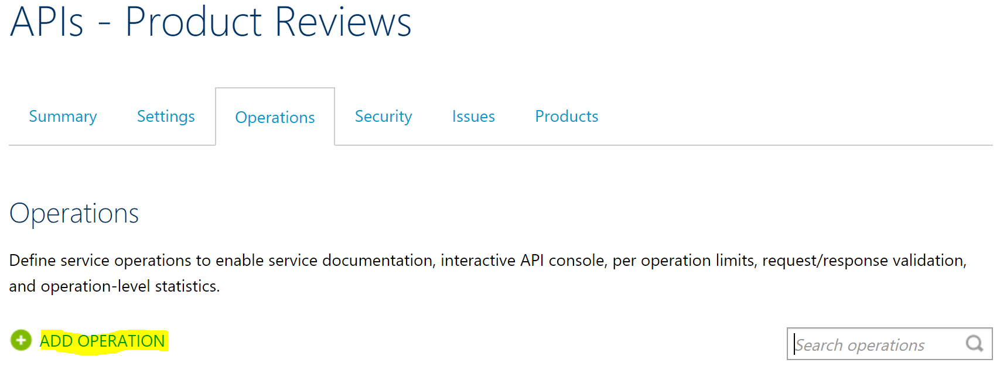 APIs - Product Reviews
Summary Settings Operations Security Issues Products
Operations
Define service operations to enable service documentation, interactive API console, per operation limits, request/response validation,
and operation-level statistics.
ADD OPERATION Search operations